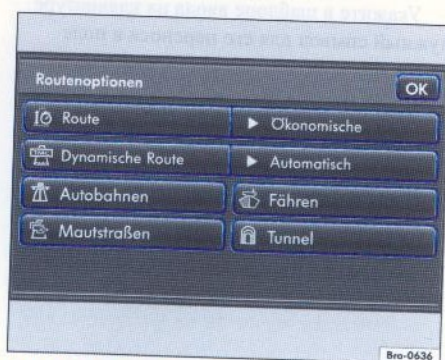 Routenoptionen OK
Route Ökonomische
Dynamische Route Automatisch
Autobahnen Fähren
Mautstraßen Tunnel
Bro-0636